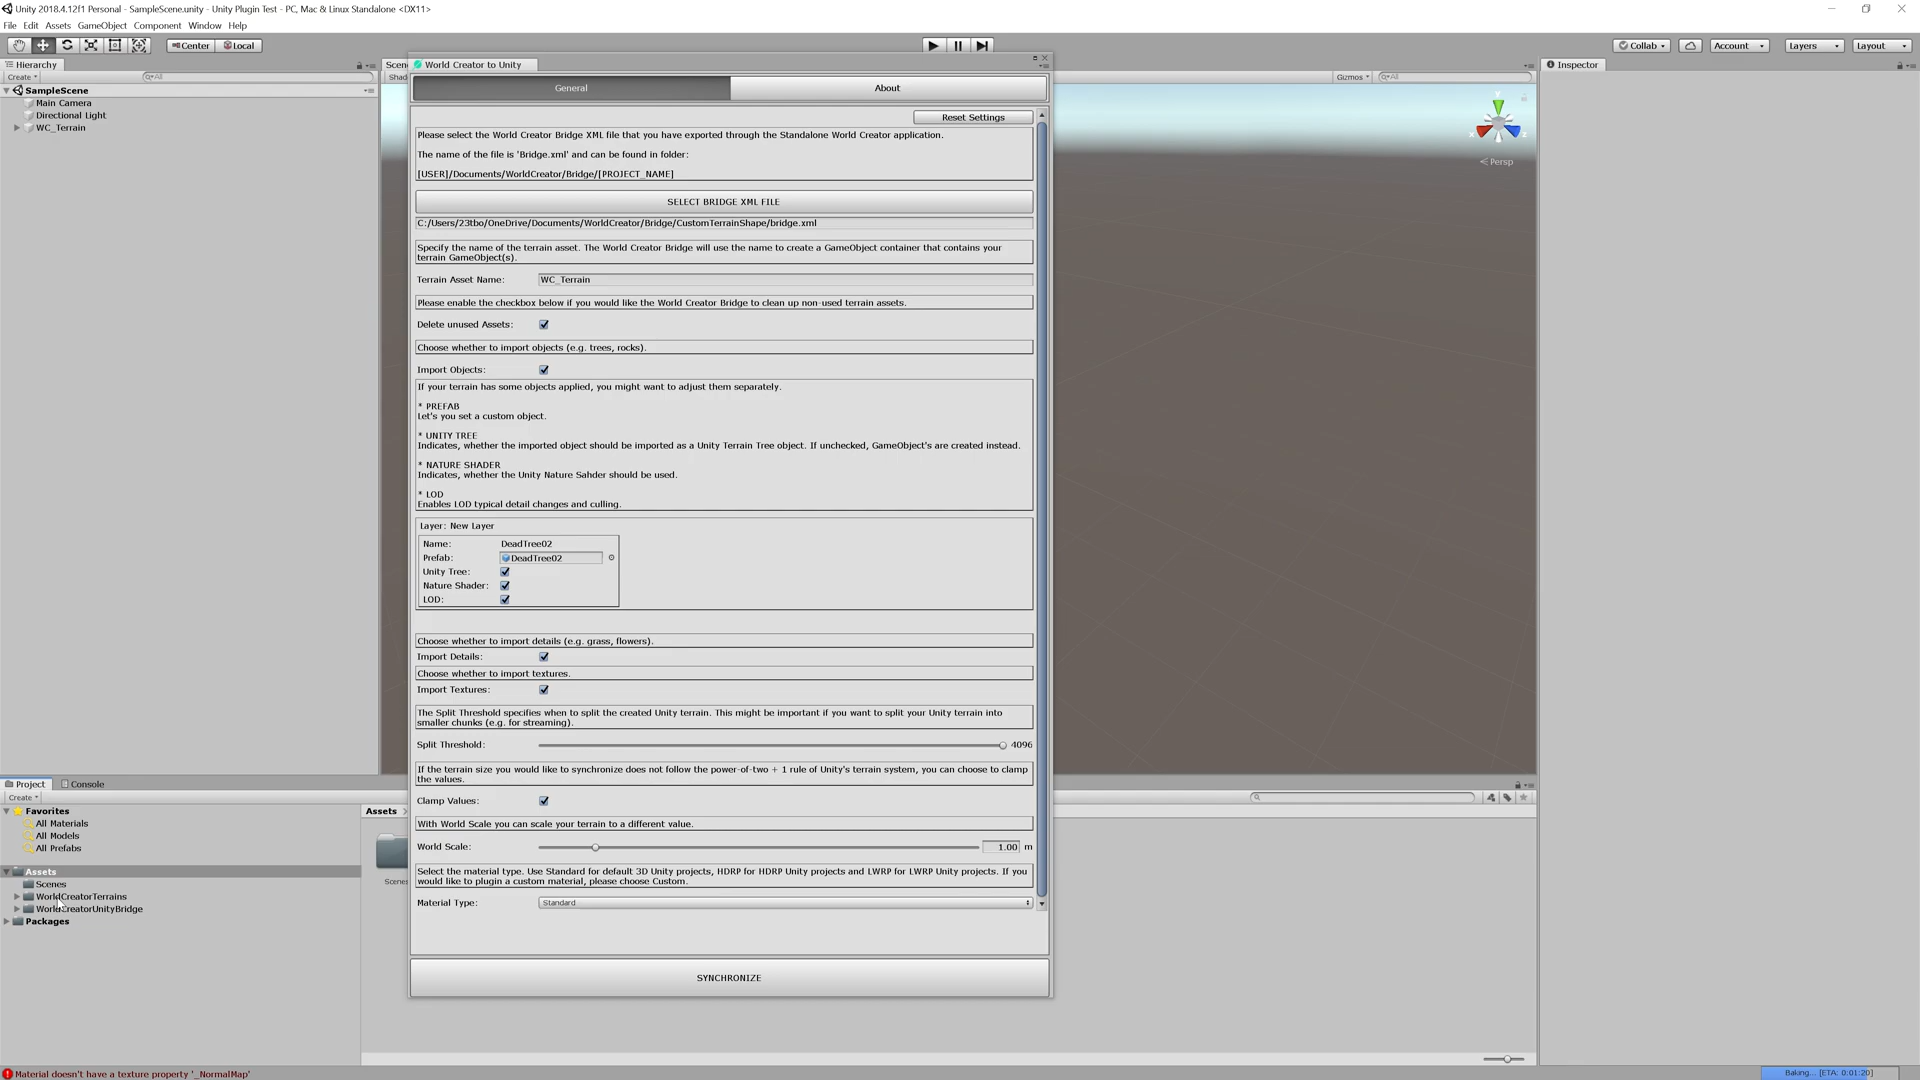 Unity 2018.4.12f1 Personal - SampleScene.unity - Unity Plugin Test - PC, Mac & Linux Standalone <DX11>
File Edit Assets GameObject Component Window Help
Center Local Collab Account Layers Layout
Hierarchy
Create All
SampleScene
Main Camera
Directional Light
WC_Terrain
Scen
Shad
World Creator to Unity
General About
Reset Settings
Please select the World Creator Bridge XML file that you have exported through the Standalone World Creator application.
The name of the file is 'Bridge.xml' and can be found in folder:
[USER]/Documents/WorldCreator/Bridge/[PROJECT_NAME]
SELECT BRIDGE XML FILE
C:/Users/23tbo/OneDrive/Documents/WorldCreator/Bridge/CustomTerrainShape/bridge.xml
Specify the name of the terrain asset. The World Creator Bridge will use the name to create a GameObject container that contains your
terrain GameObject(s).
Terrain Asset Name: WC_Terrain
Please enable the checkbox below if you would like the World Creator Bridge to clean up non-used terrain assets.
Delete unused Assets:
Choose whether to import objects (e.g. trees, rocks).
Import Objects:
If your terrain has some objects applied, you might want to adjust them separately.
* PREFAB
Let's you set a custom object.
* UNITY TREE
Indicates, whether the imported object should be imported as a Unity Terrain Tree object. If unchecked, GameObject's are created instead.
* NATURE SHADER
Indicates, whether the Unity Nature Sahder should be used.
* LOD
Enables LOD typical detail changes and culling.
Layer: New Layer
Name: DeadTree02
Prefab: DeadTree02
Unity Tree:
Nature Shader:
LOD:
Choose whether to import details (e.g. grass, flowers).
Import Details:
Choose whether to import textures.
Import Textures:
The Split Threshold specifies when to split the created Unity terrain. This might be important if you want to split your Unity terrain into
smaller chunks (e.g. for streaming).
Split Threshold: 4096
If the terrain size you would like to synchronize does not follow the power-of-two + 1 rule of Unity's terrain system, you can choose to clamp
the values.
Clamp Values:
With World Scale you can scale your terrain to a different value.
World Scale: 1.00 m
Select the material type. Use Standard for default 3D Unity projects, HDRP for HDRP Unity projects and LWRP for LWRP Unity projects. If you
would like to plugin a custom material, please choose Custom.
Material Type: Standard
SYNCHRONIZE
Gizmos All
Y
X
Z
Persp
Inspector
Project Console
Create
Favorites
All Materials
All Models
All Prefabs
Assets
Scenes
WorldCreatorTerrains
WorldCreatorUnityBridge
Packages
Assets
Scenes
Material doesn't have a texture property '_NormalMap'
Baking... [ETA: 0:01:20]